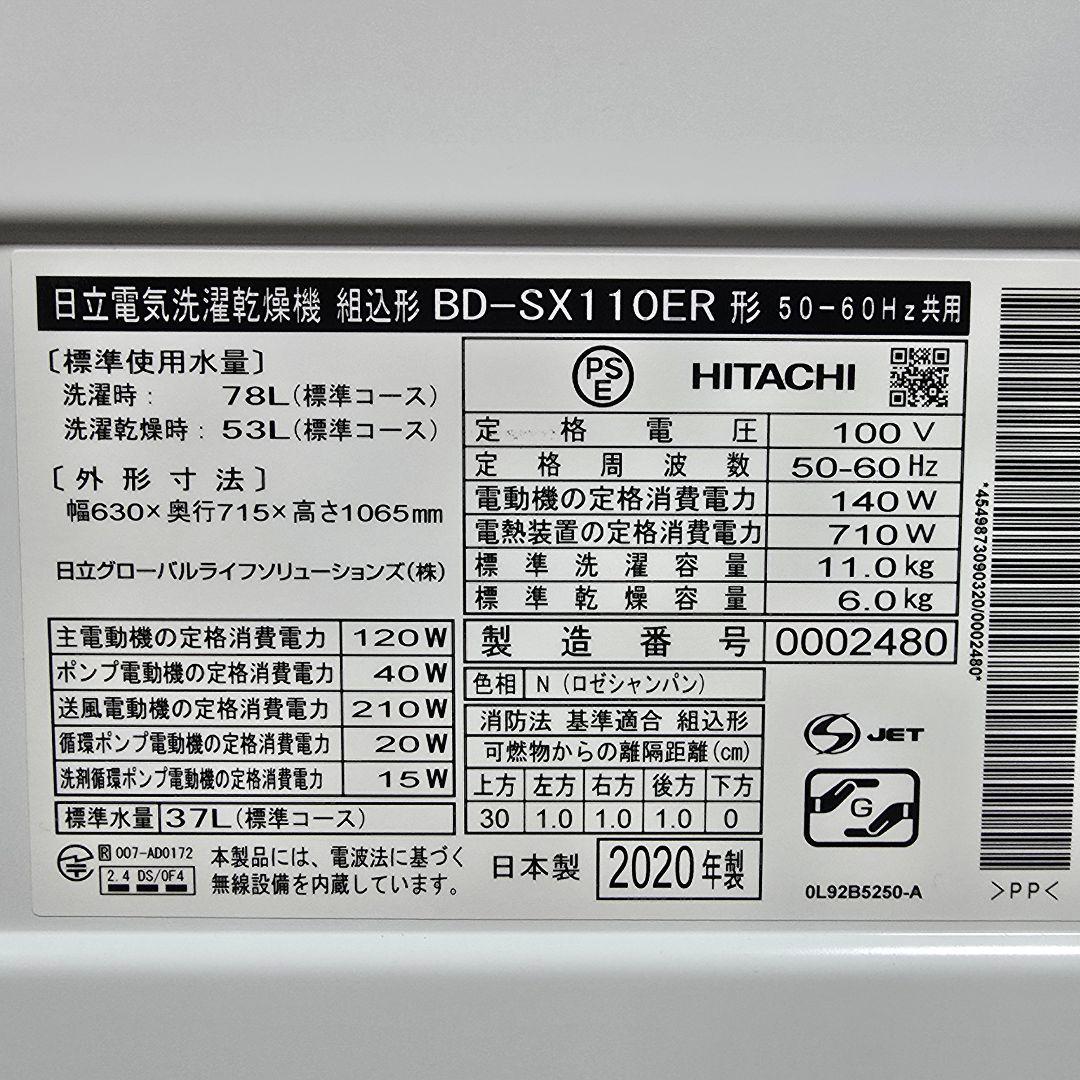 日立電気洗濯乾燥機 組込形 BD-SX110ER 形 50-60Hz共用
〔標準使用水量〕
洗濯時: 78L(標準コース)
洗濯乾燥時: 53L(標準コース)
〔外形寸法〕
幅630×奥行715×高さ1065mm
日立グローバルライフソリューションズ(株)
主電動機の定格消費電力 120W
ポンプ電動機の定格消費電力 40W
送風電動機の定格消費電力 210W
循環ポンプ電動機の定格消費電力 20W
洗剤循環ポンプ電動機の定格消費電力 15W
標準水量 37L(標準コース)
R 007-AD0172
2.4 DS/OF4
本製品には、電波法に基づく
無線設備を内蔵しています。
PS
E
HITACHI
定格電圧 100 V
定格周波数 50-60 Hz
電動機の定格消費電力 140 W
電熱装置の定格消費電力 710 W
標準洗濯容量 11.0 kg
標準乾燥容量 6.0 kg
製造番号 0002480
色相 N (ロゼシャンパン)
消防法 基準適合 組込形
可燃物からの離隔距離(cm)
上方 左方 右方 後方 下方
30 1.0 1.0 1.0 0
日本製 2020年製
S JET
G
0L92B5250-A
*4549873090320/0002480*
>PP<